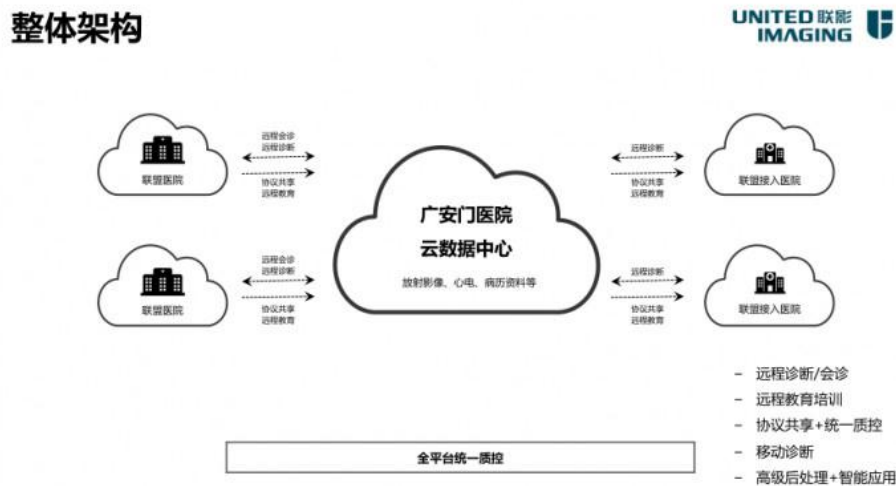 整体架构
UNITED 联影
IMAGING
远程会诊
远程诊断
协议共享
远程教育
联盟医院
远程会诊
远程诊断
协议共享
远程教育
联盟医院
广安门医院
云数据中心
放射影像、心电、病历资料等
远程诊断
协议共享
远程教育
联盟接入医院
远程诊断
协议共享
远程教育
联盟接入医院
- 远程诊断/会诊
- 远程教育培训
- 协议共享+统一质控
- 移动诊断
- 高级后处理+智能应用
全平台统一质控